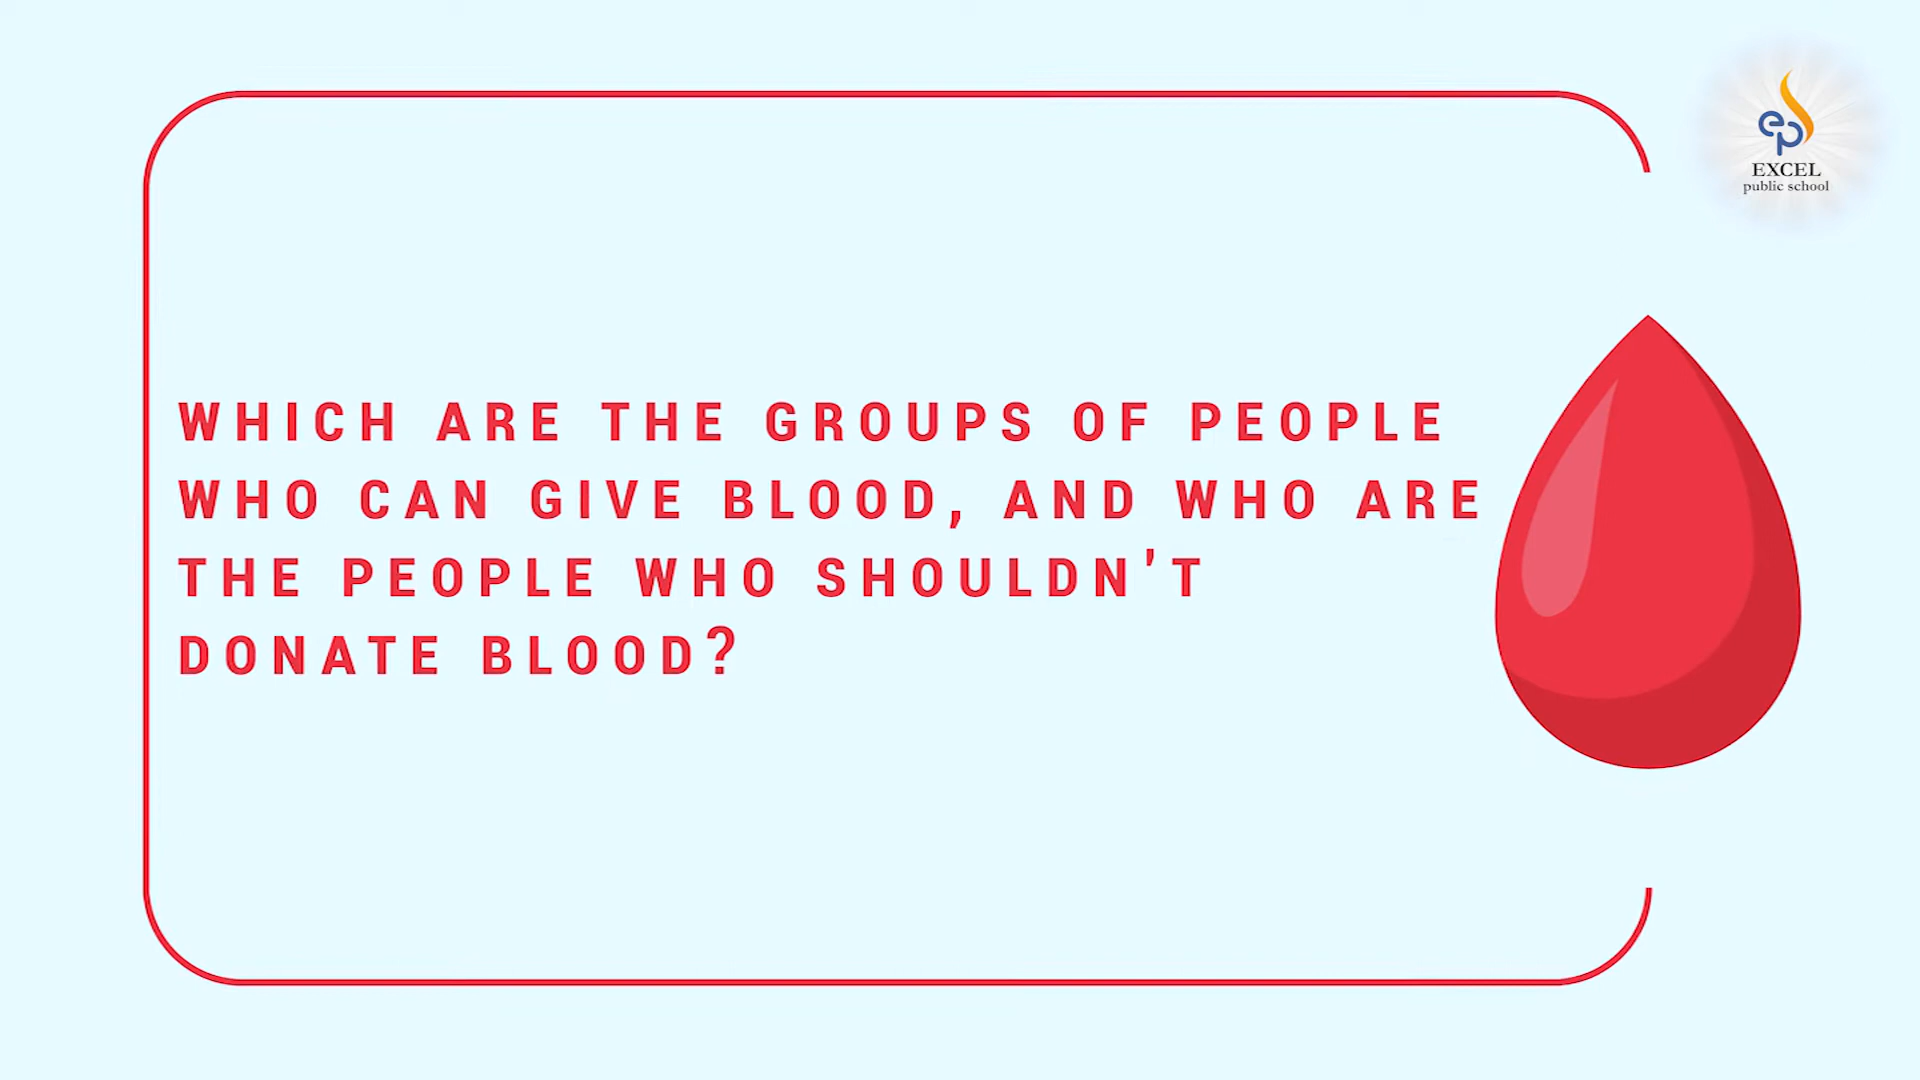 WHICH ARE THE GROUPS OF PEOPLE
WHO CAN GIVE BLOOD, AND WHO ARE
THE PEOPLE WHO SHOULDN'T
DONATE BLOOD?
ep
EXCEL
public school